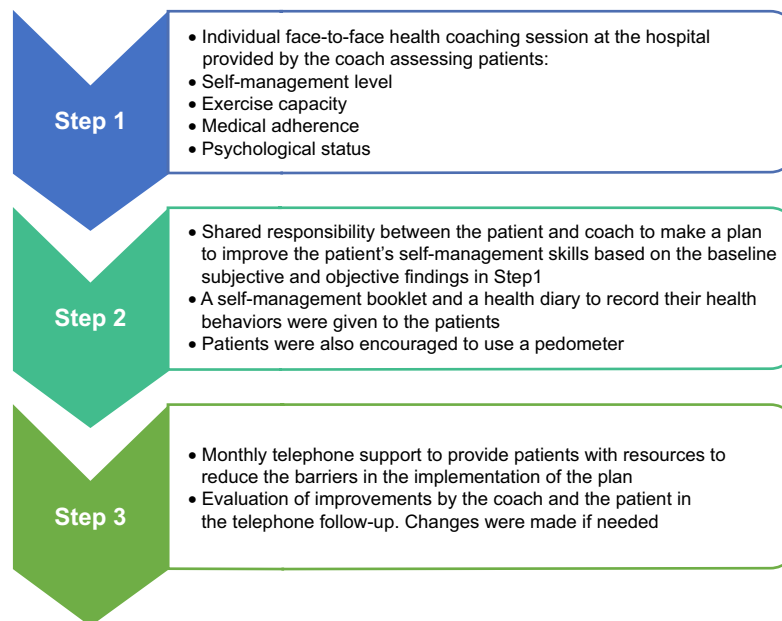 Step 1
• Individual face-to-face health coaching session at the hospital
provided by the coach assessing patients:
• Self-management level
• Exercise capacity
• Medical adherence
• Psychological status
Step 2
• Shared responsibility between the patient and coach to make a plan
to improve the patient’s self-management skills based on the baseline
subjective and objective findings in Step1
• A self-management booklet and a health diary to record their health
behaviors were given to the patients
• Patients were also encouraged to use a pedometer
Step 3
• Monthly telephone support to provide patients with resources to
reduce the barriers in the implementation of the plan
• Evaluation of improvements by the coach and the patient in
the telephone follow-up. Changes were made if needed